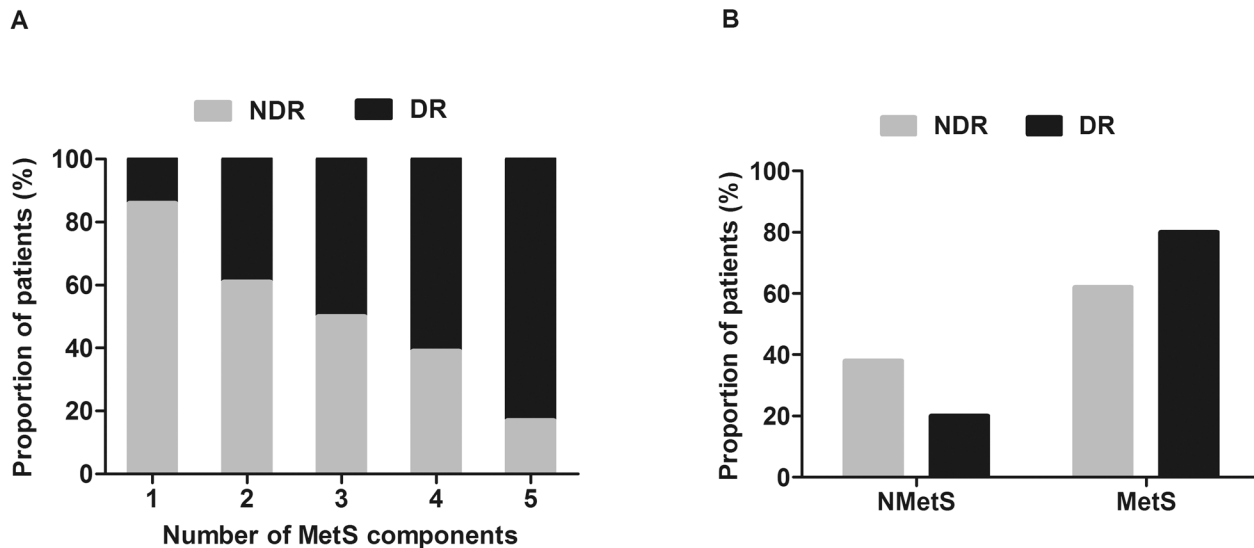 A
NDR DR
Proportion of patients (%)
100
80
60
40
20
0
1 2 3 4 5
Number of MetS components
B
NDR DR
Proportion of patients (%)
100
80
60
40
20
0
NMetS MetS